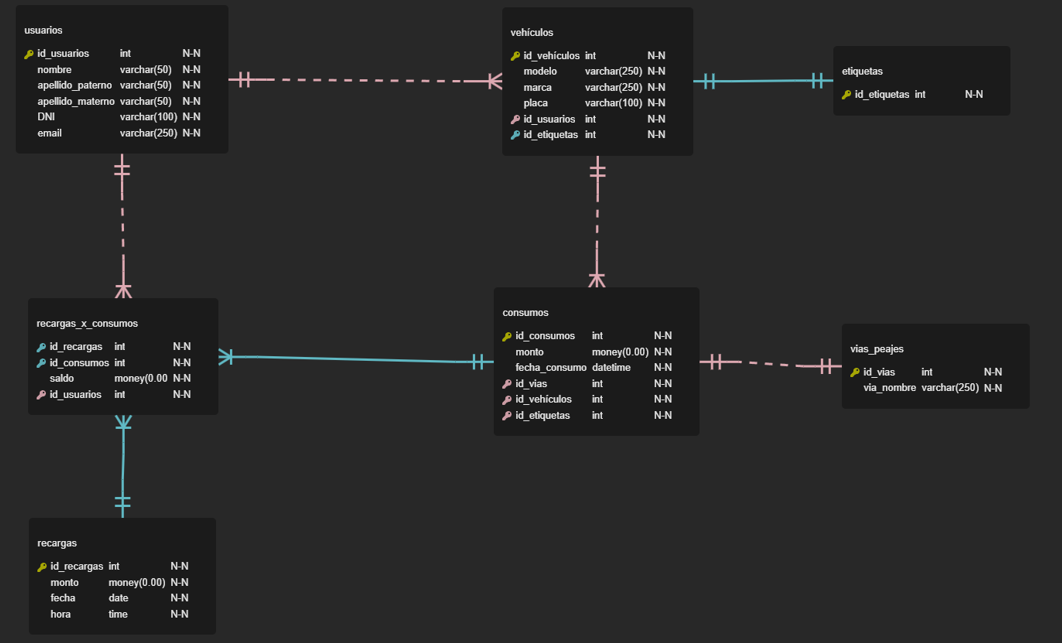 usuarios
id_usuarios int N-N
nombre varchar(50) N-N
apellido_paterno varchar(50) N-N
apellido_materno varchar(50) N-N
DNI varchar(100) N-N
email varchar(250) N-N
vehículos
id_vehículos int N-N
modelo varchar(250) N-N
marca varchar(250) N-N
placa varchar(100) N-N
id_usuarios int N-N
id_etiquetas int N-N
etiquetas
id_etiquetas int N-N
recargas_x_consumos
id_recargas int N-N
id_consumos int N-N
saldo money(0.00 N-N
id_usuarios int N-N
consumos
id_consumos int N-N
monto money(0.00) N-N
fecha_consumo datetime N-N
id_vias int N-N
id_vehículos int N-N
id_etiquetas int N-N
vias_peajes
id_vias int N-N
via_nombre varchar(250) N-N
recargas
id_recargas int N-N
monto money(0.00) N-N
fecha date N-N
hora time N-N